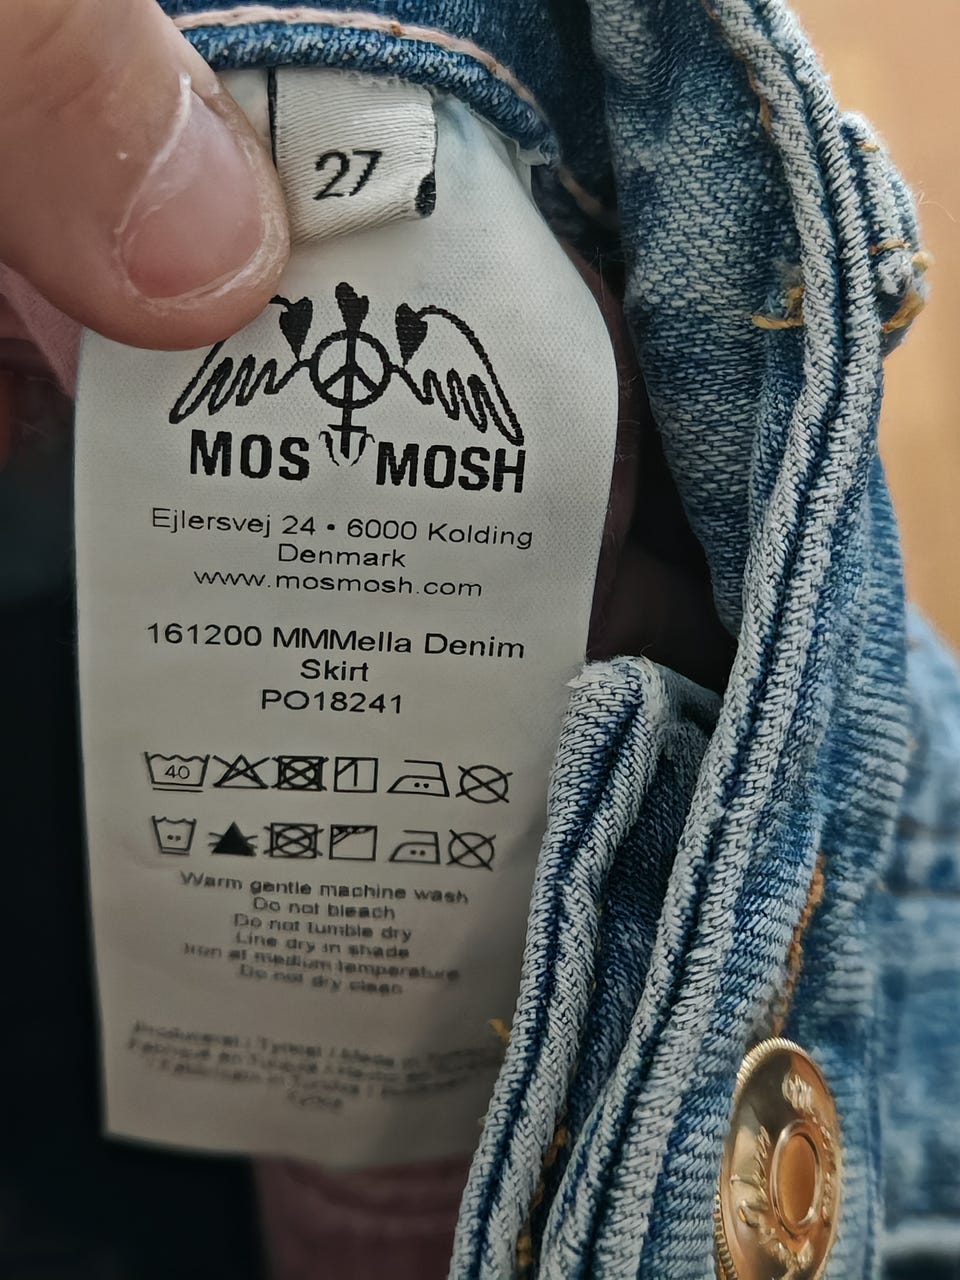 27
MOS MOSH
Ejlersvej 24 • 6000 Kolding
Denmark
www.mosmosh.com
161200 MMMella Denim
Skirt
PO18241
40
Warm gentle machine wash
Do not bleach
Do not tumble dry
Line dry in shade
Iron at medium temperature
Do not dry clean